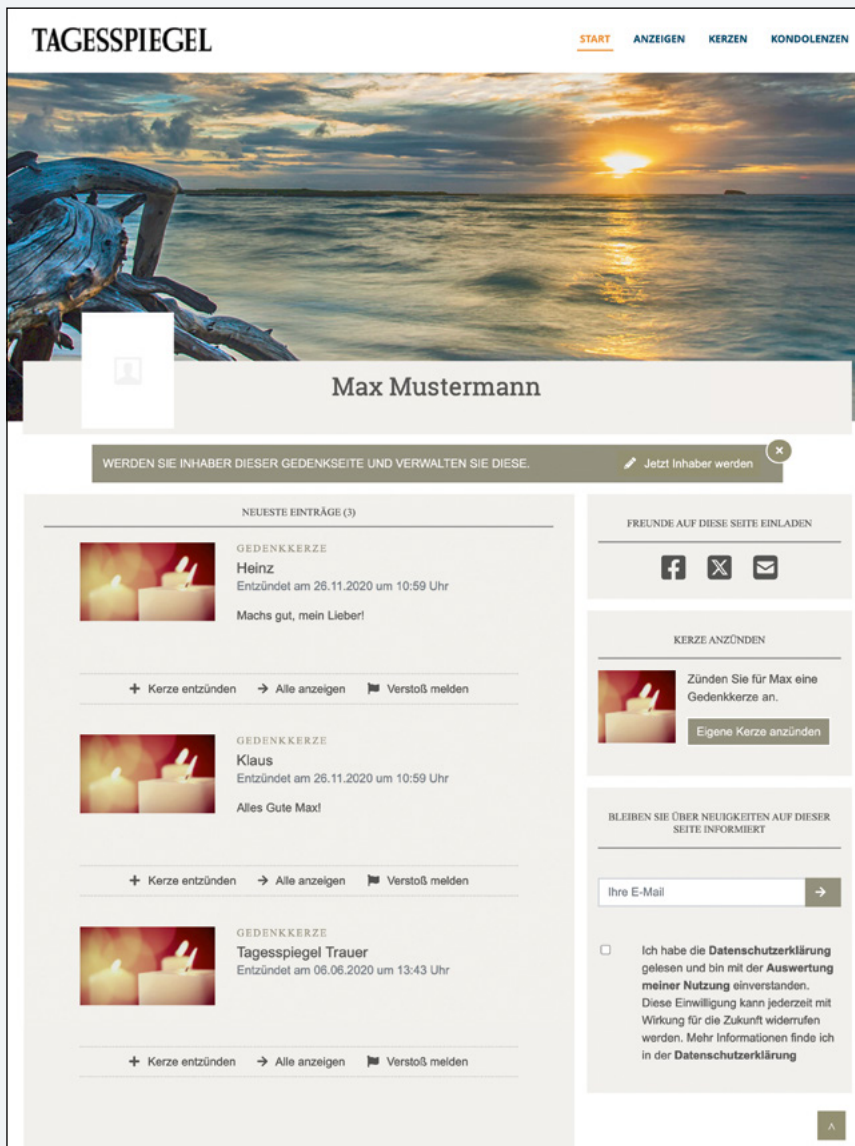 TAGESSPIEGEL
START ANZEIGEN KERZEN KONDOLENZEN
Max Mustermann
WERDEN SIE INHABER DIESER GEDENKSEITE UND VERWALTEN SIE DIESE.
Jetzt Inhaber werden
NEUESTE EINTRÄGE (3)
GEDENKKERZE
Heinz
Entzündet am 26.11.2020 um 10:59 Uhr
Machs gut, mein Lieber!
Kerze entzünden Alle anzeigen Verstoß melden
GEDENKKERZE
Klaus
Entzündet am 26.11.2020 um 10:59 Uhr
Alles Gute Max!
Kerze entzünden Alle anzeigen Verstoß melden
GEDENKKERZE
Tagesspiegel Trauer
Entzündet am 06.06.2020 um 13:43 Uhr
Kerze entzünden Alle anzeigen Verstoß melden
FREUNDE AUF DIESE SEITE EINLADEN
KERZE ANZÜNDEN
Zünden Sie für Max eine
Gedenkkerze an.
Eigene Kerze anzünden
BLEIBEN SIE ÜBER NEUIGKEITEN AUF DIESER
SEITE INFORMIERT
Ihre E-Mail
Ich habe die Datenschutzerklärung
gelesen und bin mit der Auswertung
meiner Nutzung einverstanden.
Diese Einwilligung kann jederzeit mit
Wirkung für die Zukunft widerrufen
werden. Mehr Informationen finde ich
in der Datenschutzerklärung